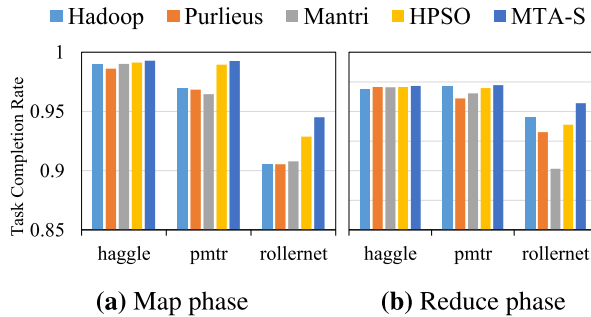 Hadoop Purlieus Mantri HPSO MTA-S
Task Completion Rate
1
0.95
0.9
0.85
haggle pmtr rollernet
haggle pmtr rollernet
(a) Map phase
(b) Reduce phase